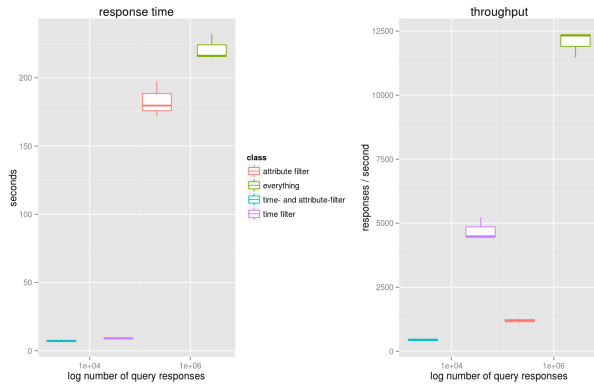 response time
200
150
100
50
0
seconds
1e+04
1e+06
log number of query responses
class
attribute filter
everything
time- and attribute-filter
time filter
throughput
12500
10000
7500
5000
2500
0
responses / second
1e+04
1e+06
log number of query responses